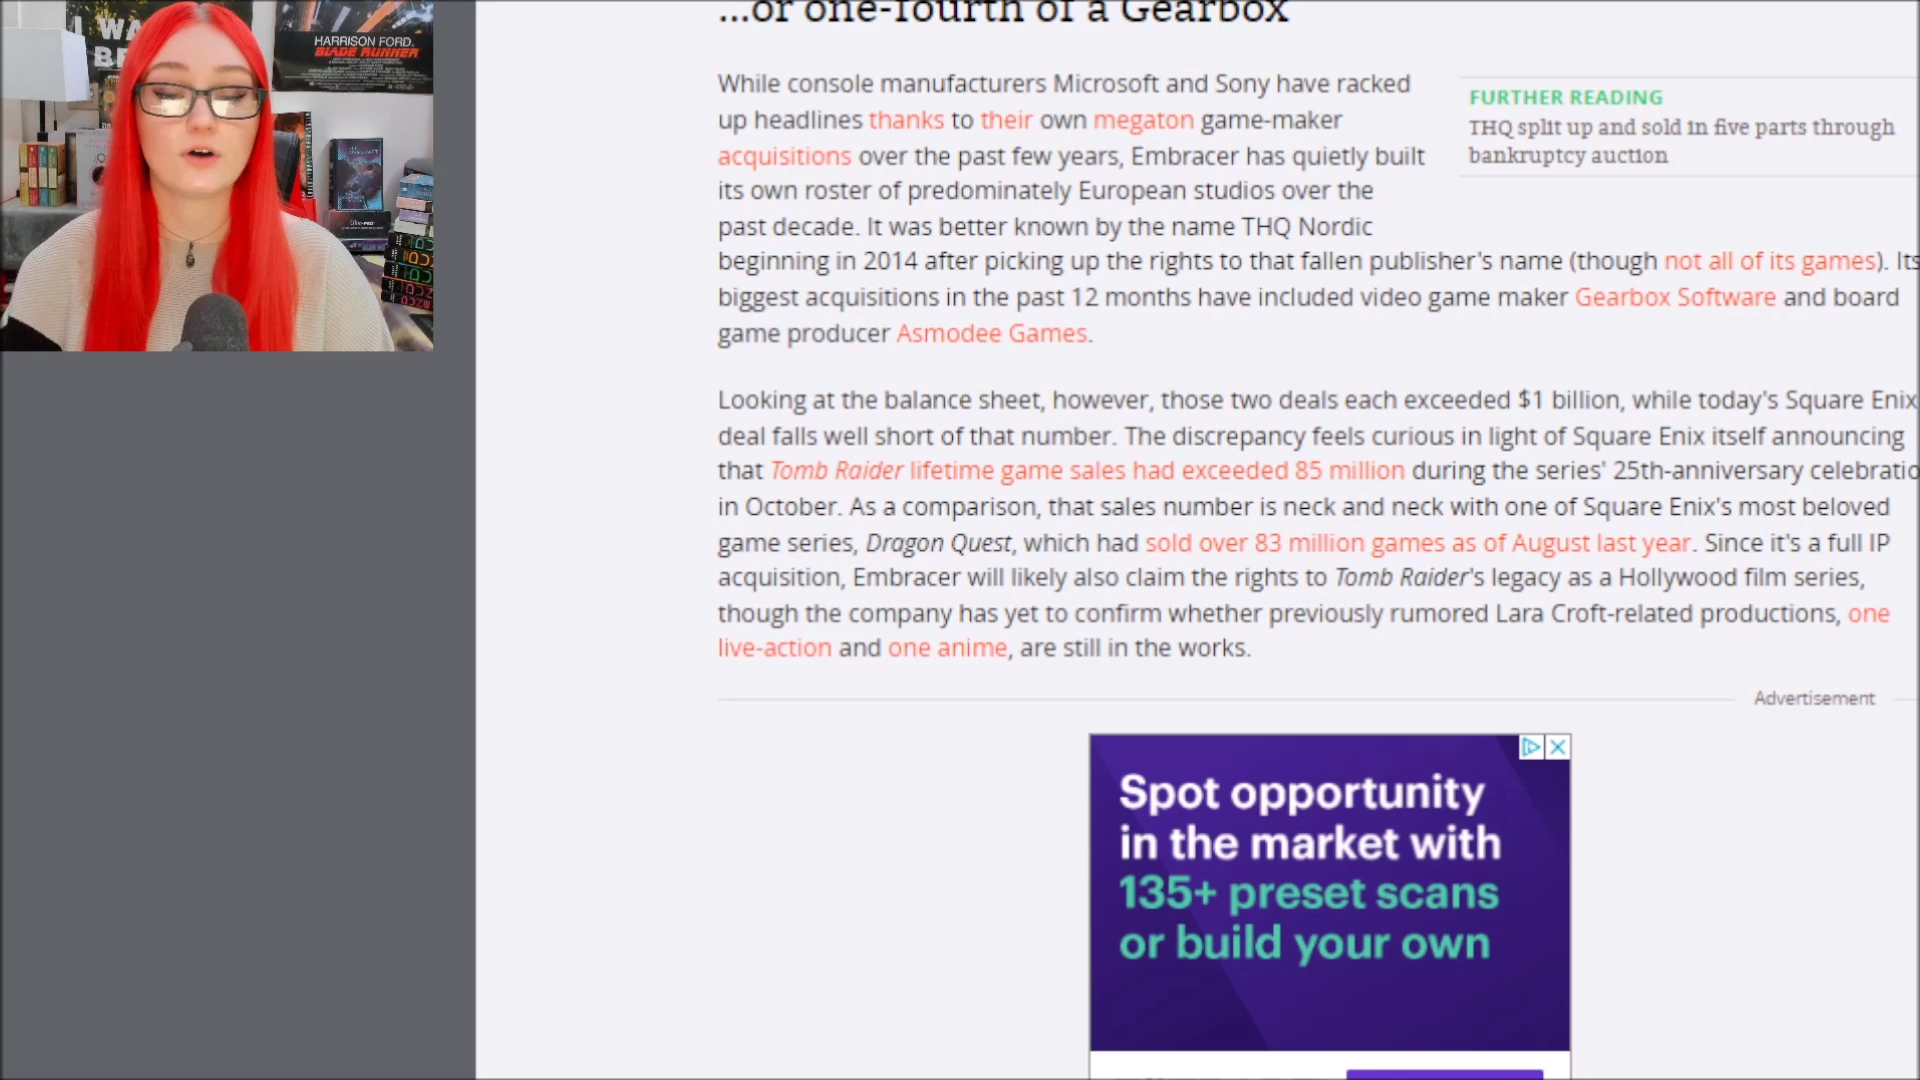 I WA
BE
HARRISON FORD.
BLADE RUNNER
...or one-fourth of a Gearbox
While console manufacturers Microsoft and Sony have racked
up headlines thanks to their own megaton game-maker
acquisitions over the past few years, Embracer has quietly built
its own roster of predominately European studios over the
past decade. It was better known by the name THQ Nordic
beginning in 2014 after picking up the rights to that fallen publisher's name (though not all of its games). Its
biggest acquisitions in the past 12 months have included video game maker Gearbox Software and board
game producer Asmodee Games.
FURTHER READING
THQ split up and sold in five parts through
bankruptcy auction
Looking at the balance sheet, however, those two deals each exceeded $1 billion, while today's Square Enix
deal falls well short of that number. The discrepancy feels curious in light of Square Enix itself announcing
that Tomb Raider lifetime game sales had exceeded 85 million during the series' 25th-anniversary celebratio
in October. As a comparison, that sales number is neck and neck with one of Square Enix's most beloved
game series, Dragon Quest, which had sold over 83 million games as of August last year. Since it's a full IP
acquisition, Embracer will likely also claim the rights to Tomb Raider's legacy as a Hollywood film series,
though the company has yet to confirm whether previously rumored Lara Croft-related productions, one
live-action and one anime, are still in the works.
Advertisement
Spot opportunity
in the market with
135+ preset scans
or build your own